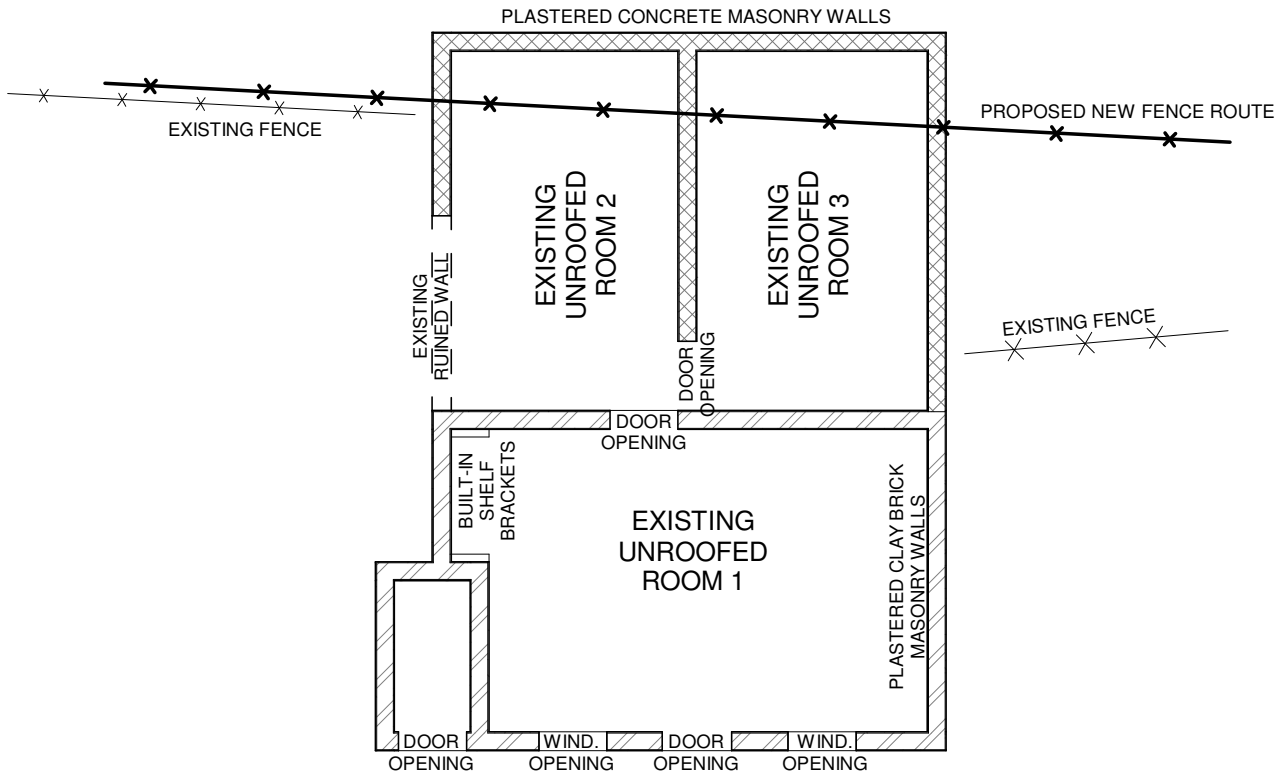 PLASTERED CONCRETE MASONRY WALLS
EXISTING FENCE
PROPOSED NEW FENCE ROUTE
EXISTING
UNROOFED
ROOM 2
EXISTING
UNROOFED
ROOM 3
EXISTING
RUINED WALL
EXISTING FENCE
DOOR
OPENING
DOOR
OPENING
BUILT-IN
SHELF
BRACKETS
EXISTING
UNROOFED
ROOM 1
PLASTERED CLAY BRICK
MASONRY WALLS
DOOR
OPENING
WIND.
OPENING
DOOR
OPENING
WIND.
OPENING